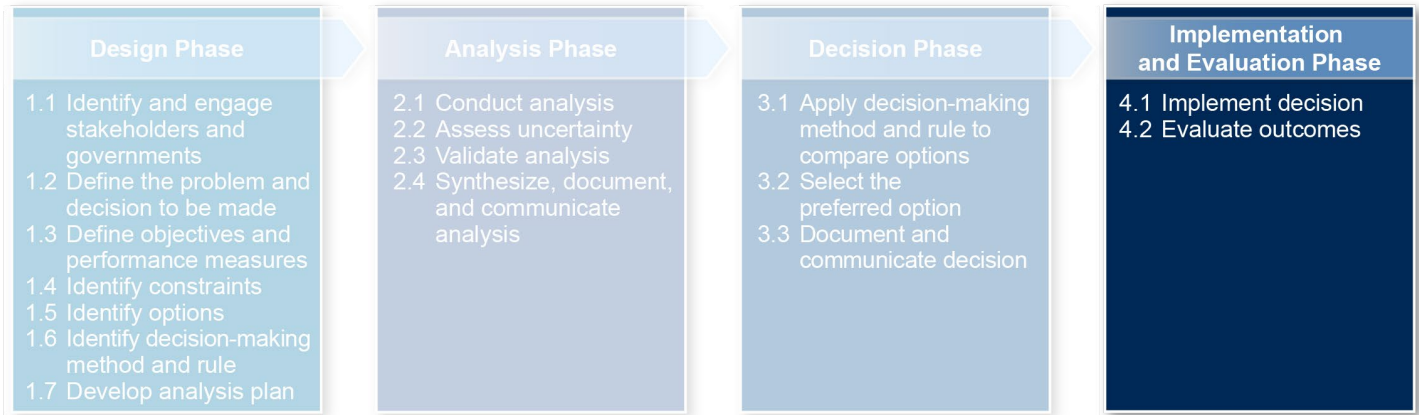 Design Phase
1.1 Identify and engage
stakeholders and
governments
1.2 Define the problem and
decision to be made
1.3 Define objectives and
performance measures
1.4 Identify constraints
1.5 Identify options
1.6 Identify decision-making
method and rule
1.7 Develop analysis plan
Analysis Phase
2.1 Conduct analysis
2.2 Assess uncertainty
2.3 Validate analysis
2.4 Synthesize, document,
and communicate
analysis
Decision Phase
3.1 Apply decision-making
method and rule to
compare options
3.2 Select the
preferred option
3.3 Document and
communicate decision
Implementation
and Evaluation Phase
4.1 Implement decision
4.2 Evaluate outcomes